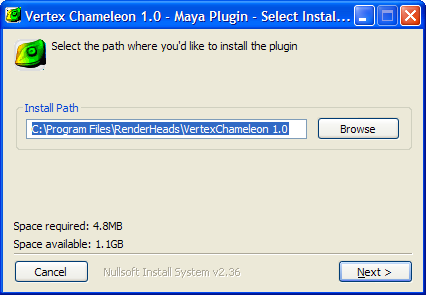 Vertex Chameleon 1.0 - Maya Plugin - Select Instal...
Select the path where you'd like to install the plugin
Install Path
C:\Program Files\RenderHeads\VertexChameleon 1.0
Browse
Space required: 4.8MB
Space available: 1.1GB
Cancel
Nullsoft Install System v2.36
Next >